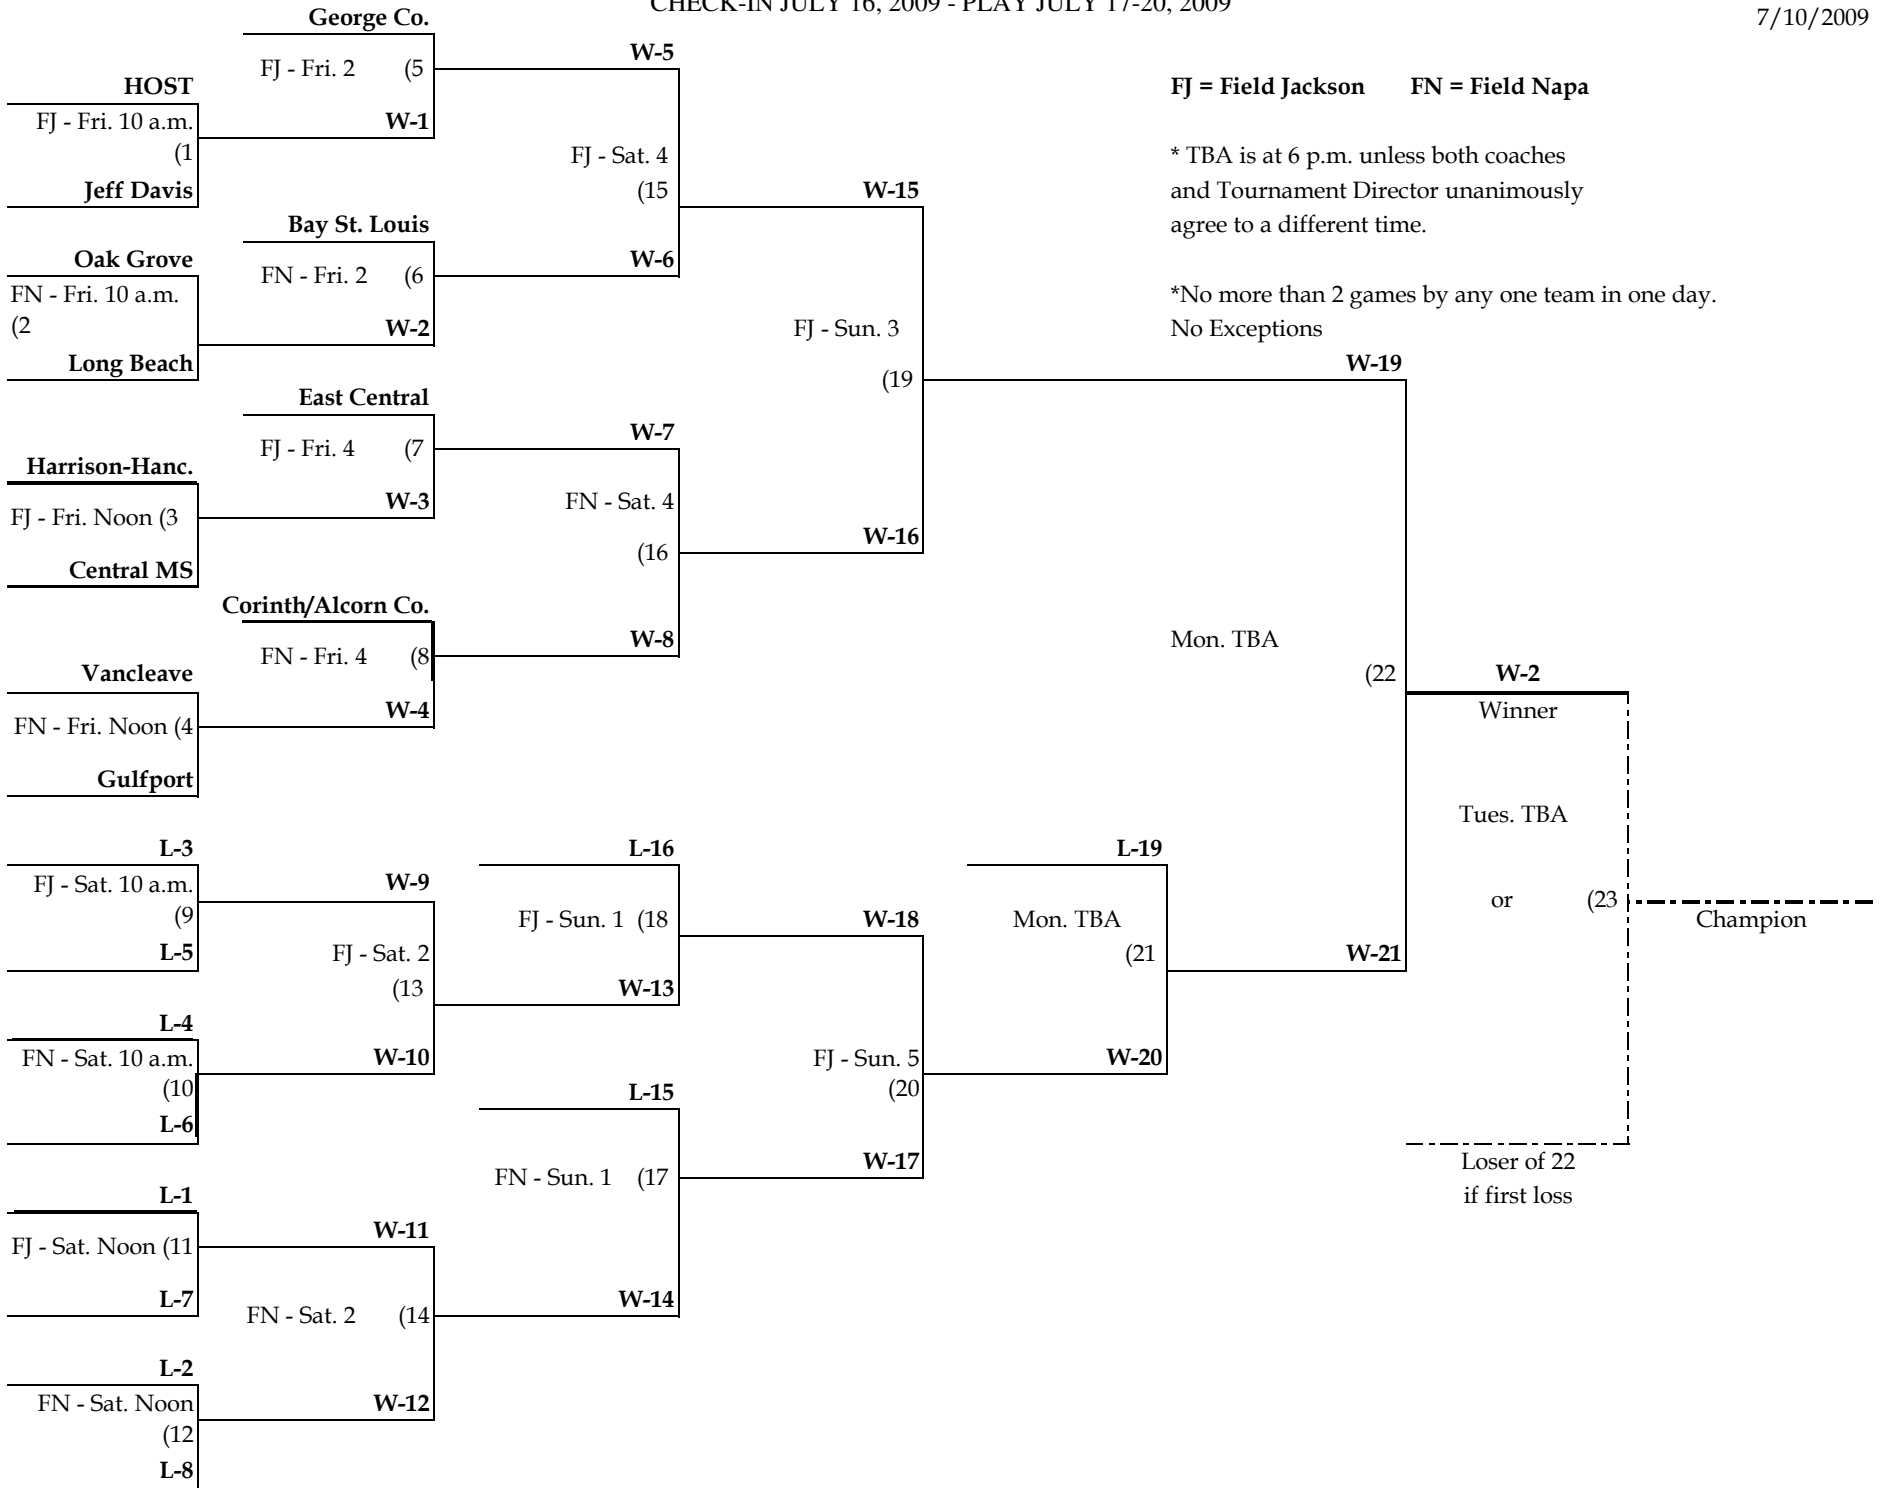 CHECK-IN JULY 16, 2009 - PLAY JULY 17-20, 2009
7/10/2009
George Co.
FJ - Fri. 2 (5
W-1
HOST
FJ - Fri. 10 a.m.
(1
Jeff Davis
Bay St. Louis
FN - Fri. 2 (6
W-2
Oak Grove
FN - Fri. 10 a.m.
(2
Long Beach
East Central
FJ - Fri. 4 (7
W-3
Harrison-Hanc.
FJ - Fri. Noon (3
Central MS
Corinth/Alcorn Co.
FN - Fri. 4 (8
W-4
Vancleave
FN - Fri. Noon (4
Gulfport
W-5
FJ - Sat. 4
(15
W-6
W-7
FN - Sat. 4
(16
W-8
W-15
FJ - Sun. 3
(19
W-16
FJ = Field Jackson FN = Field Napa
* TBA is at 6 p.m. unless both coaches
and Tournament Director unanimously
agree to a different time.
*No more than 2 games by any one team in one day.
No Exceptions
W-19
Mon. TBA
(22
W-21
W-2
Winner
Tues. TBA
or (23
Champion
Loser of 22
if first loss
L-3
FJ - Sat. 10 a.m.
(9
L-5
L-4
FN - Sat. 10 a.m.
(10
L-6
L-1
FJ - Sat. Noon (11
L-7
L-2
FN - Sat. Noon
(12
L-8
W-9
FJ - Sat. 2
(13
W-10
W-11
FN - Sat. 2 (14
W-12
L-16
FJ - Sun. 1 (18
W-13
L-15
FN - Sun. 1 (17
W-14
W-18
FJ - Sun. 5
(20
W-17
L-19
Mon. TBA
(21
W-20